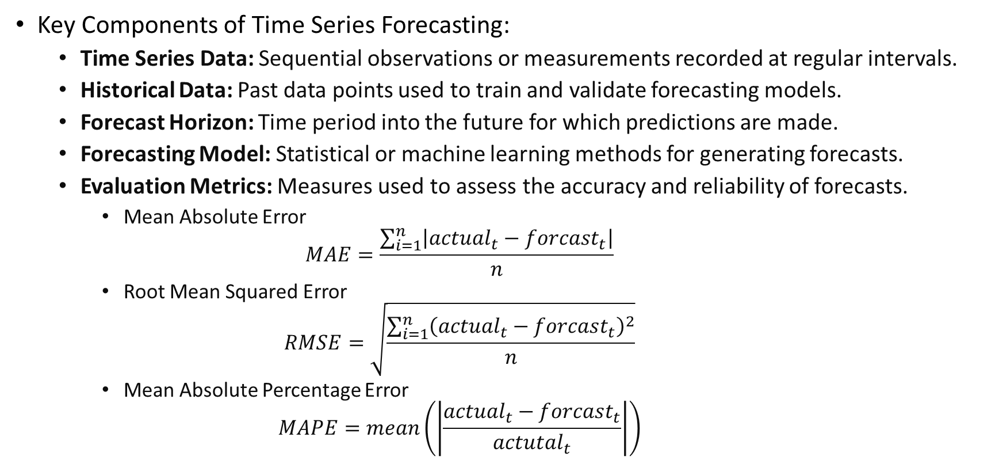 • Key Components of Time Series Forecasting:
• Time Series Data: Sequential observations or measurements recorded at regular intervals.
• Historical Data: Past data points used to train and validate forecasting models.
• Forecast Horizon: Time period into the future for which predictions are made.
• Forecasting Model: Statistical or machine learning methods for generating forecasts.
• Evaluation Metrics: Measures used to assess the accuracy and reliability of forecasts.
• Mean Absolute Error
MAE = \frac{\sum_{i=1}^{n}|actual_t − forcast_t|}{n}
• Root Mean Squared Error
RMSE = \sqrt{\frac{\sum_{i=1}^{n}(actual_t − forcast_t)^2}{n}}
• Mean Absolute Percentage Error
MAPE = mean\left(\left|\frac{actual_t − forcast_t}{actutal_t}\right|\right)